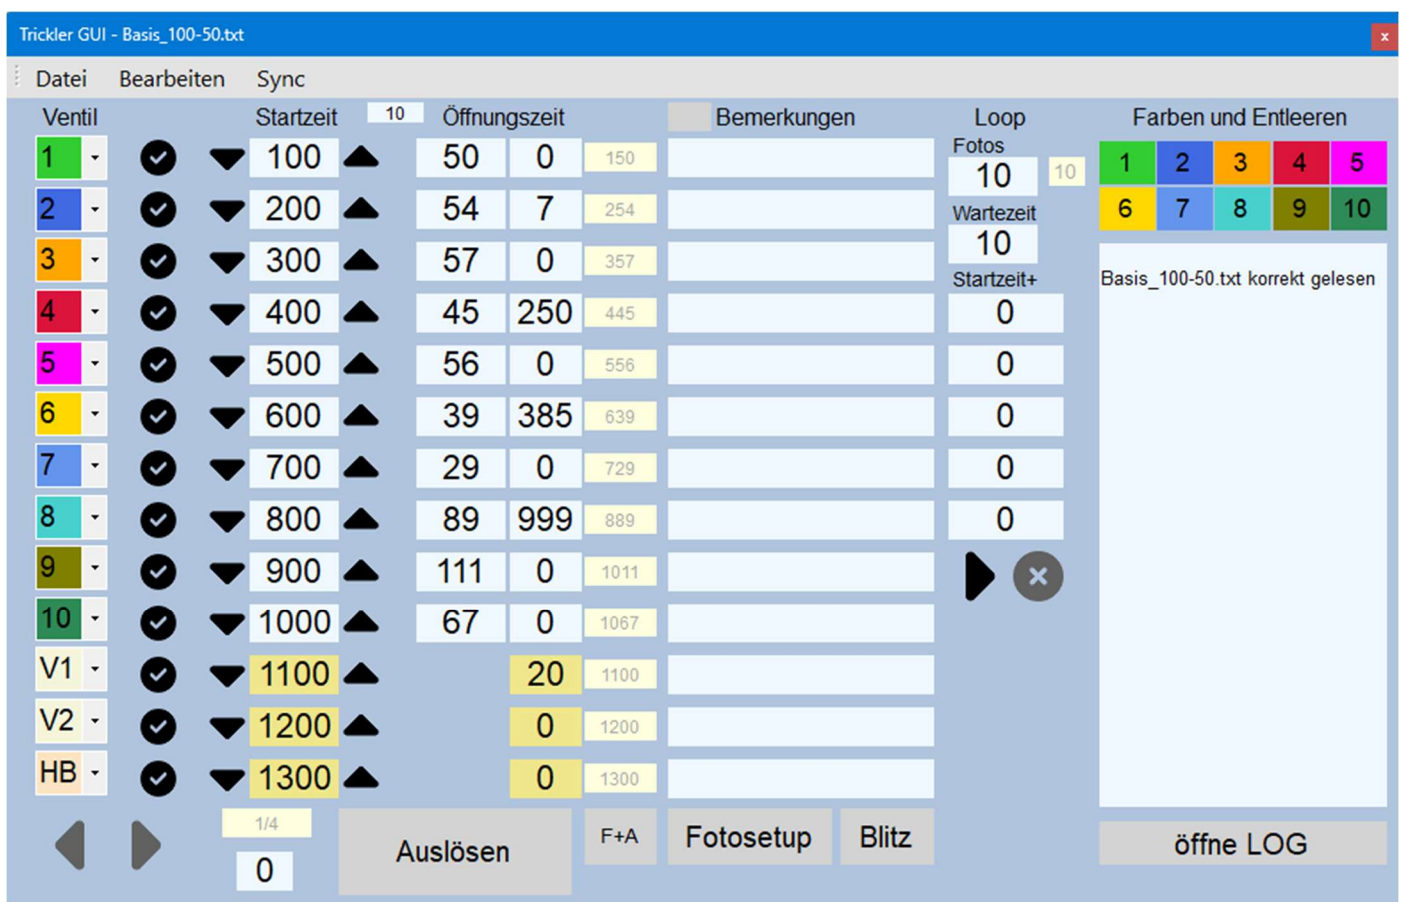 Trickler GUI - Basis_100-50.txt
x
Datei Bearbeiten Sync
Ventil Startzeit 10 Öffnungszeit Bemerkungen Loop Farben und Entleeren
Fotos
1 100 50 0 150 10 10 1 2 3 4 5
2 200 54 7 254 Wartezeit 6 7 8 9 10
3 300 57 0 357 10
Startzeit+ Basis_100-50.txt korrekt gelesen
4 400 45 250 445 0
5 500 56 0 556 0
6 600 39 385 639 0
7 700 29 0 729 0
8 800 89 999 889 0
9 900 111 0 1011
10 1000 67 0 1067
V1 1100 20 1100
V2 1200 0 1200
HB 1300 0 1300
1/4 Auslösen F+A Fotosetup Blitz öffne LOG
0